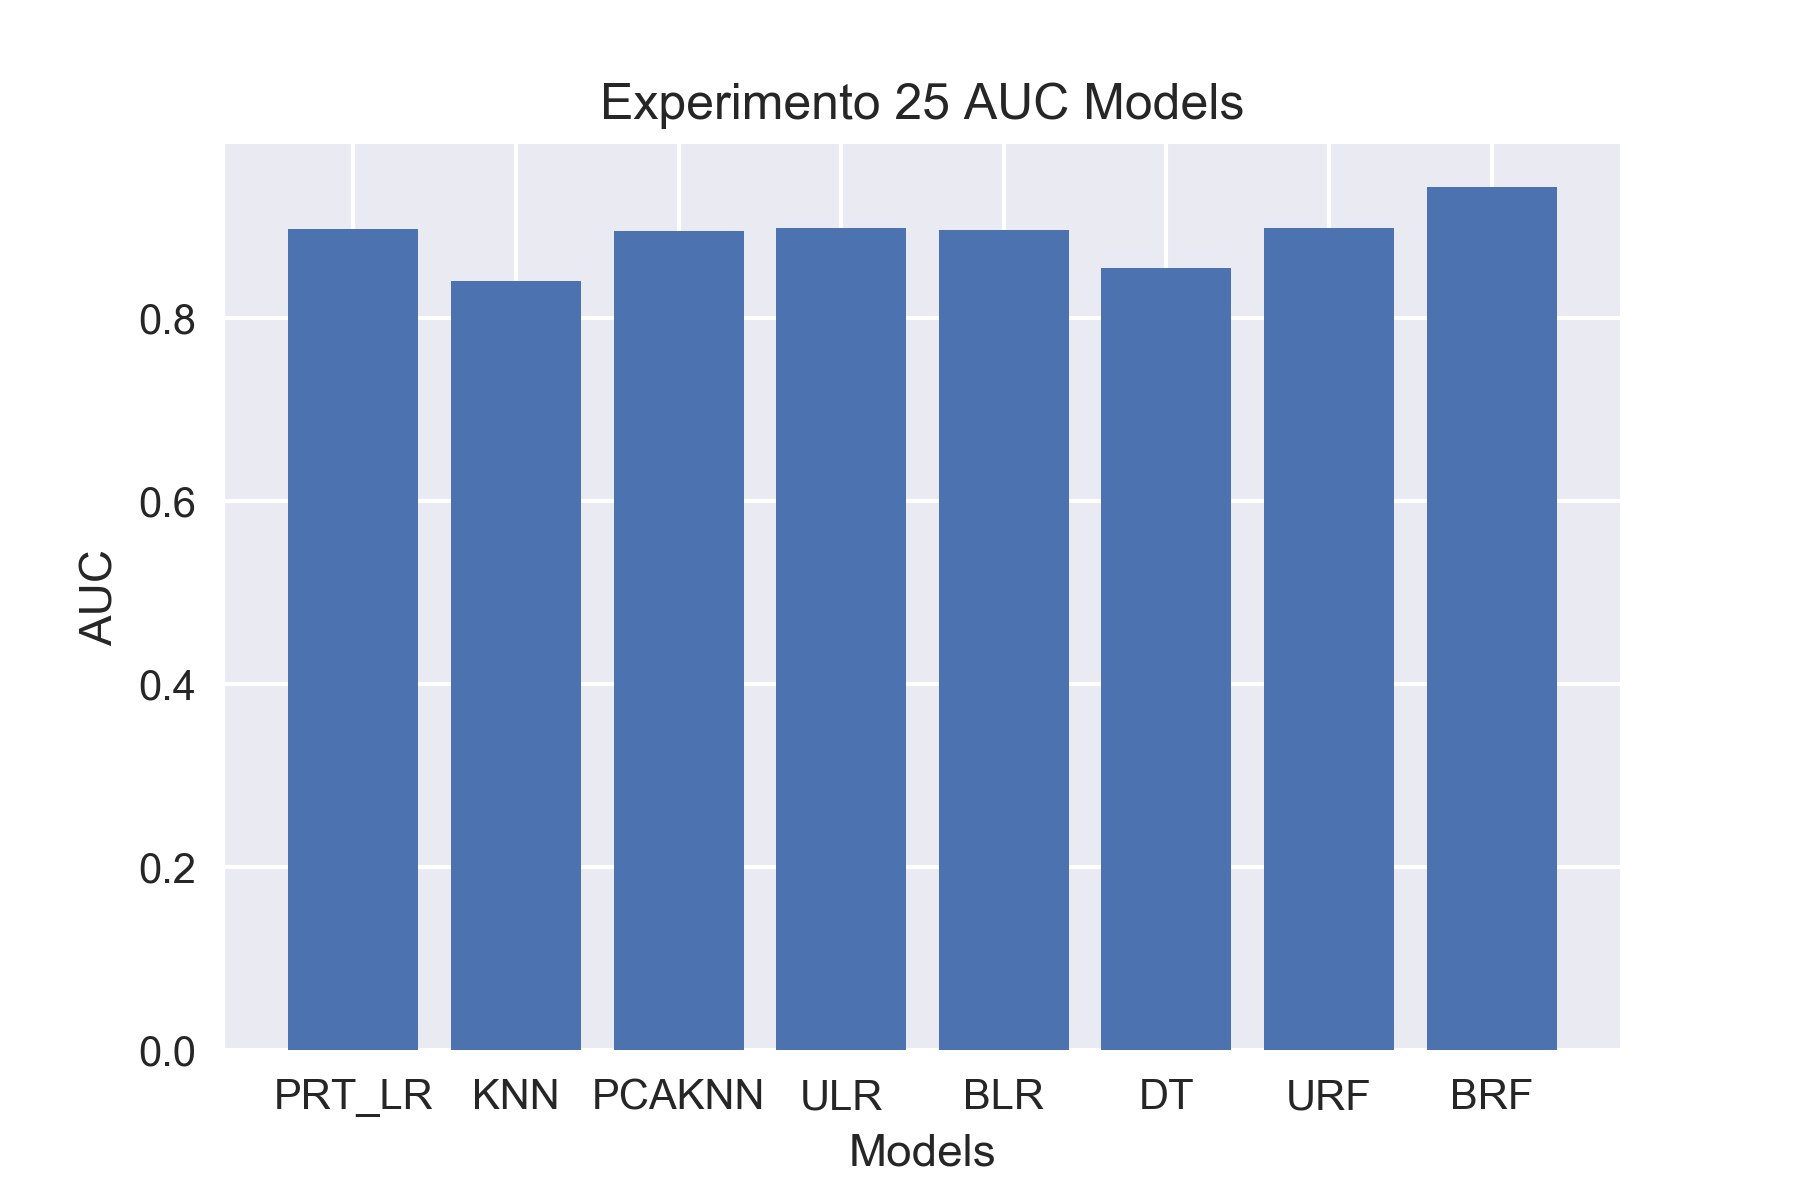 Experimento 25 AUC Models
AUC
0.8
0.6
0.4
0.2
0.0
PRT_LR KNN PCAKNN ULR BLR DT URF BRF
Models